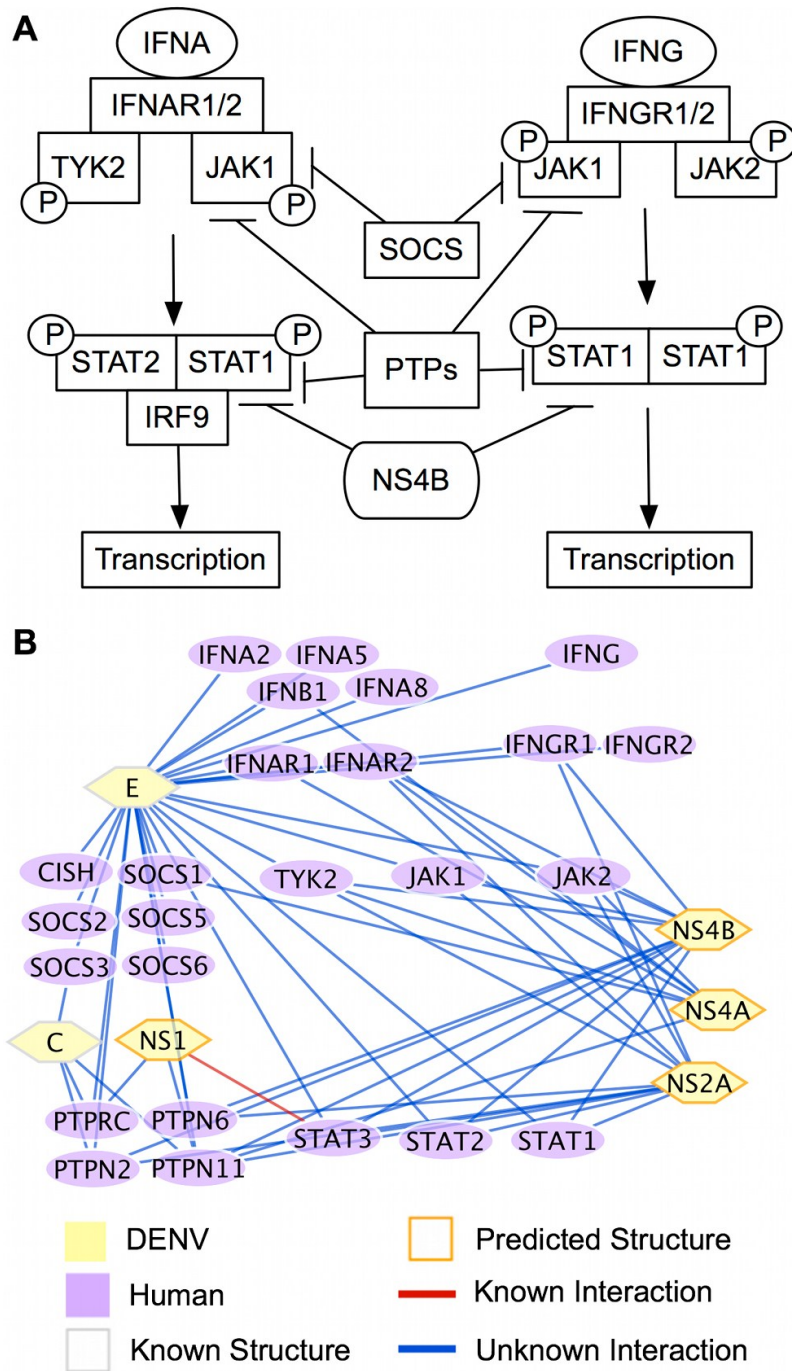 A
IFNA
IFNG
IFNAR1/2
IFNGR1/2
P
P
TYK2
JAK1
JAK1
JAK2
P
P
SOCS
P
P
P
P
STAT2
STAT1
PTPs
STAT1
STAT1
IRF9
NS4B
Transcription
Transcription
B
IFNA2
IFNA5
IFNG
IFNB1
IFNA8
IFNAR1
IFNAR2
IFNGR1
IFNGR2
E
CISH
SOCS1
TYK2
JAK1
JAK2
SOCS2
SOCS5
NS4B
SOCS3
SOCS6
NS4A
C
NS1
NS2A
PTPRC
PTPN6
STAT3
STAT2
STAT1
PTPN2
PTPN11
DENV
Predicted Structure
Human
Known Interaction
Known Structure
Unknown Interaction